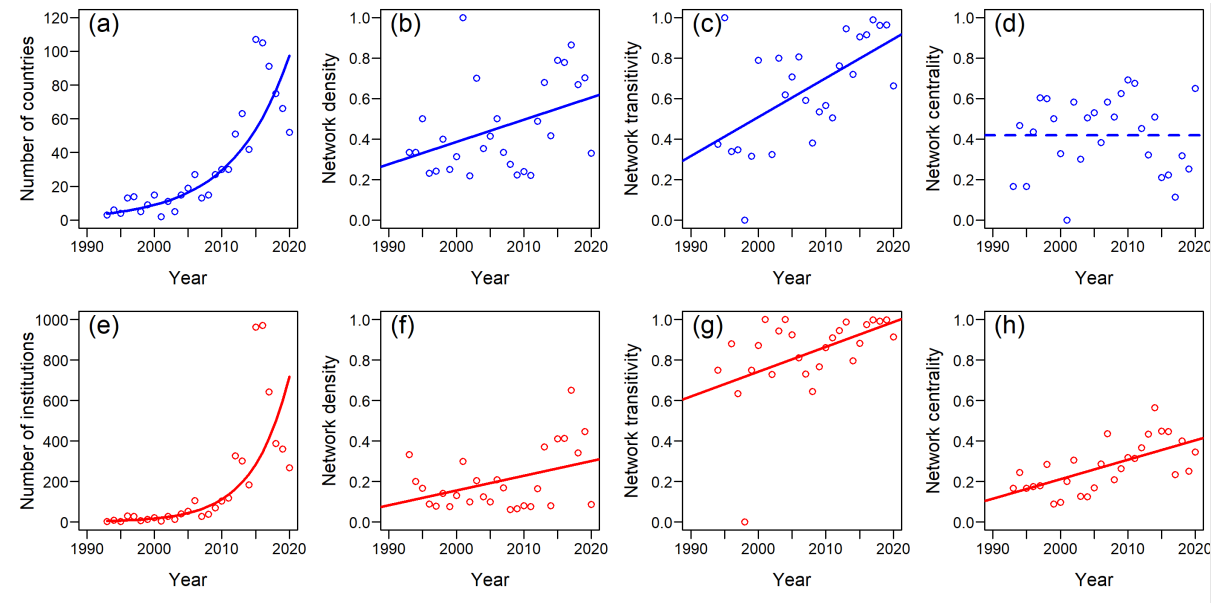 (a)
Number of countries
120
100
80
60
40
20
0
1990 2000 2010 2020
Year
(b)
Network density
1.0
0.8
0.6
0.4
0.2
0.0
1990 2000 2010 2020
Year
(c)
Network transitivity
1.0
0.8
0.6
0.4
0.2
0.0
1990 2000 2010 2020
Year
(d)
Network centrality
1.0
0.8
0.6
0.4
0.2
0.0
1990 2000 2010 2020
Year
(e)
Number of institutions
1000
800
600
400
200
0
1990 2000 2010 2020
Year
(f)
Network density
1.0
0.8
0.6
0.4
0.2
0.0
1990 2000 2010 2020
Year
(g)
Network transitivity
1.0
0.8
0.6
0.4
0.2
0.0
1990 2000 2010 2020
Year
(h)
Network centrality
1.0
0.8
0.6
0.4
0.2
0.0
1990 2000 2010 2020
Year